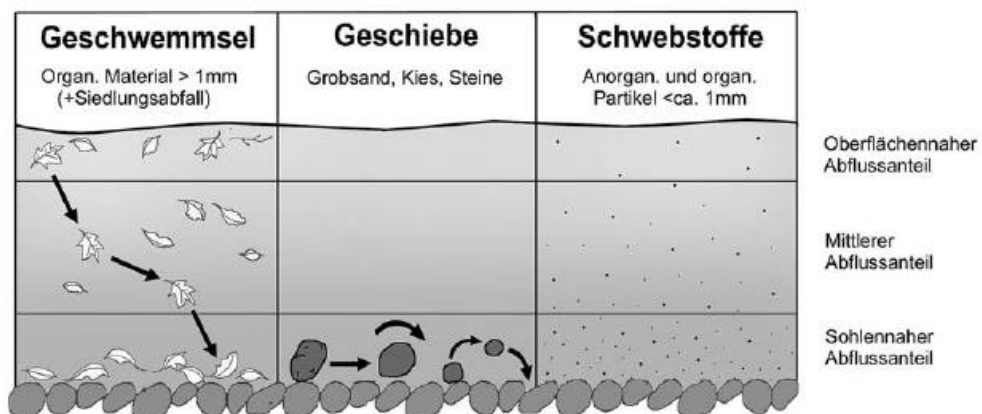 Geschwemmsel
Organ. Material > 1mm
(+Siedlungsabfall)
Geschiebe
Grobsand, Kies, Steine
Schwebstoffe
Anorgan. und organ.
Partikel <ca. 1mm
Oberflächennaher
Abflussanteil
Mittlerer
Abflussanteil
Sohlennaher
Abflussanteil